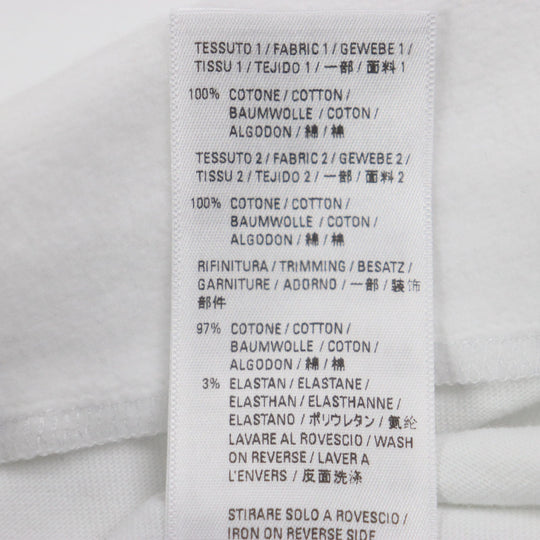 TESSUTO 1 / FABRIC 1 / GEWEBE 1 /
TISSU 1 / TEJIDO 1 / 一部 / 面料 1
100% COTONE / COTTON /
BAUMWOLLE / COTON /
ALGODON / 綿 / 棉
TESSUTO 2 / FABRIC 2 / GEWEBE 2 /
TISSU 2 / TEJIDO 2 / 一部 / 面料 2
100% COTONE / COTTON /
BAUMWOLLE / COTON /
ALGODON / 綿 / 棉
RIFINITURA / TRIMMING / BESATZ /
GARNITURE / ADORNO / 一部 / 装饰
部件
97% COTONE / COTTON /
BAUMWOLLE / COTON /
ALGODON / 綿 / 棉
3% ELASTAN / ELASTANE /
ELASTHAN / ELASTHANNE /
ELASTANO / ポリウレタン / 氨纶
LAVARE AL ROVESCIO / WASH
ON REVERSE / LAVER A
L'ENVERS / 反面洗涤
STIRARE SOLO A ROVESCIO /
IRON ON REVERSE SIDE